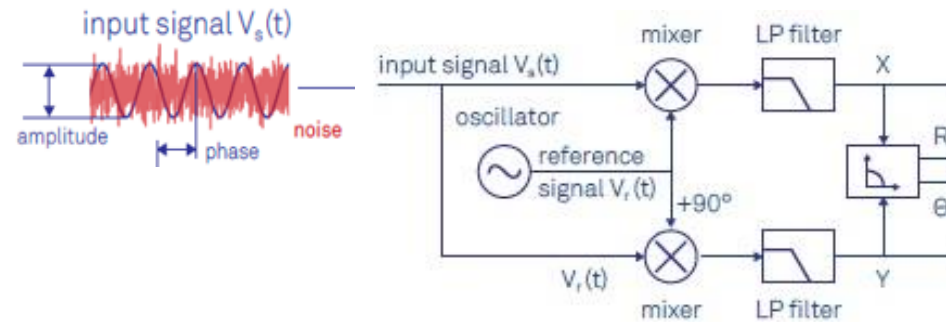 input signal Vₛ(t)
amplitude
phase
noise
mixer
LP filter
input signal Vₛ(t)
X
oscillator
reference
signal Vᵣ(t)
R
+90°
Θ
Vᵣ(t)
Y
mixer
LP filter